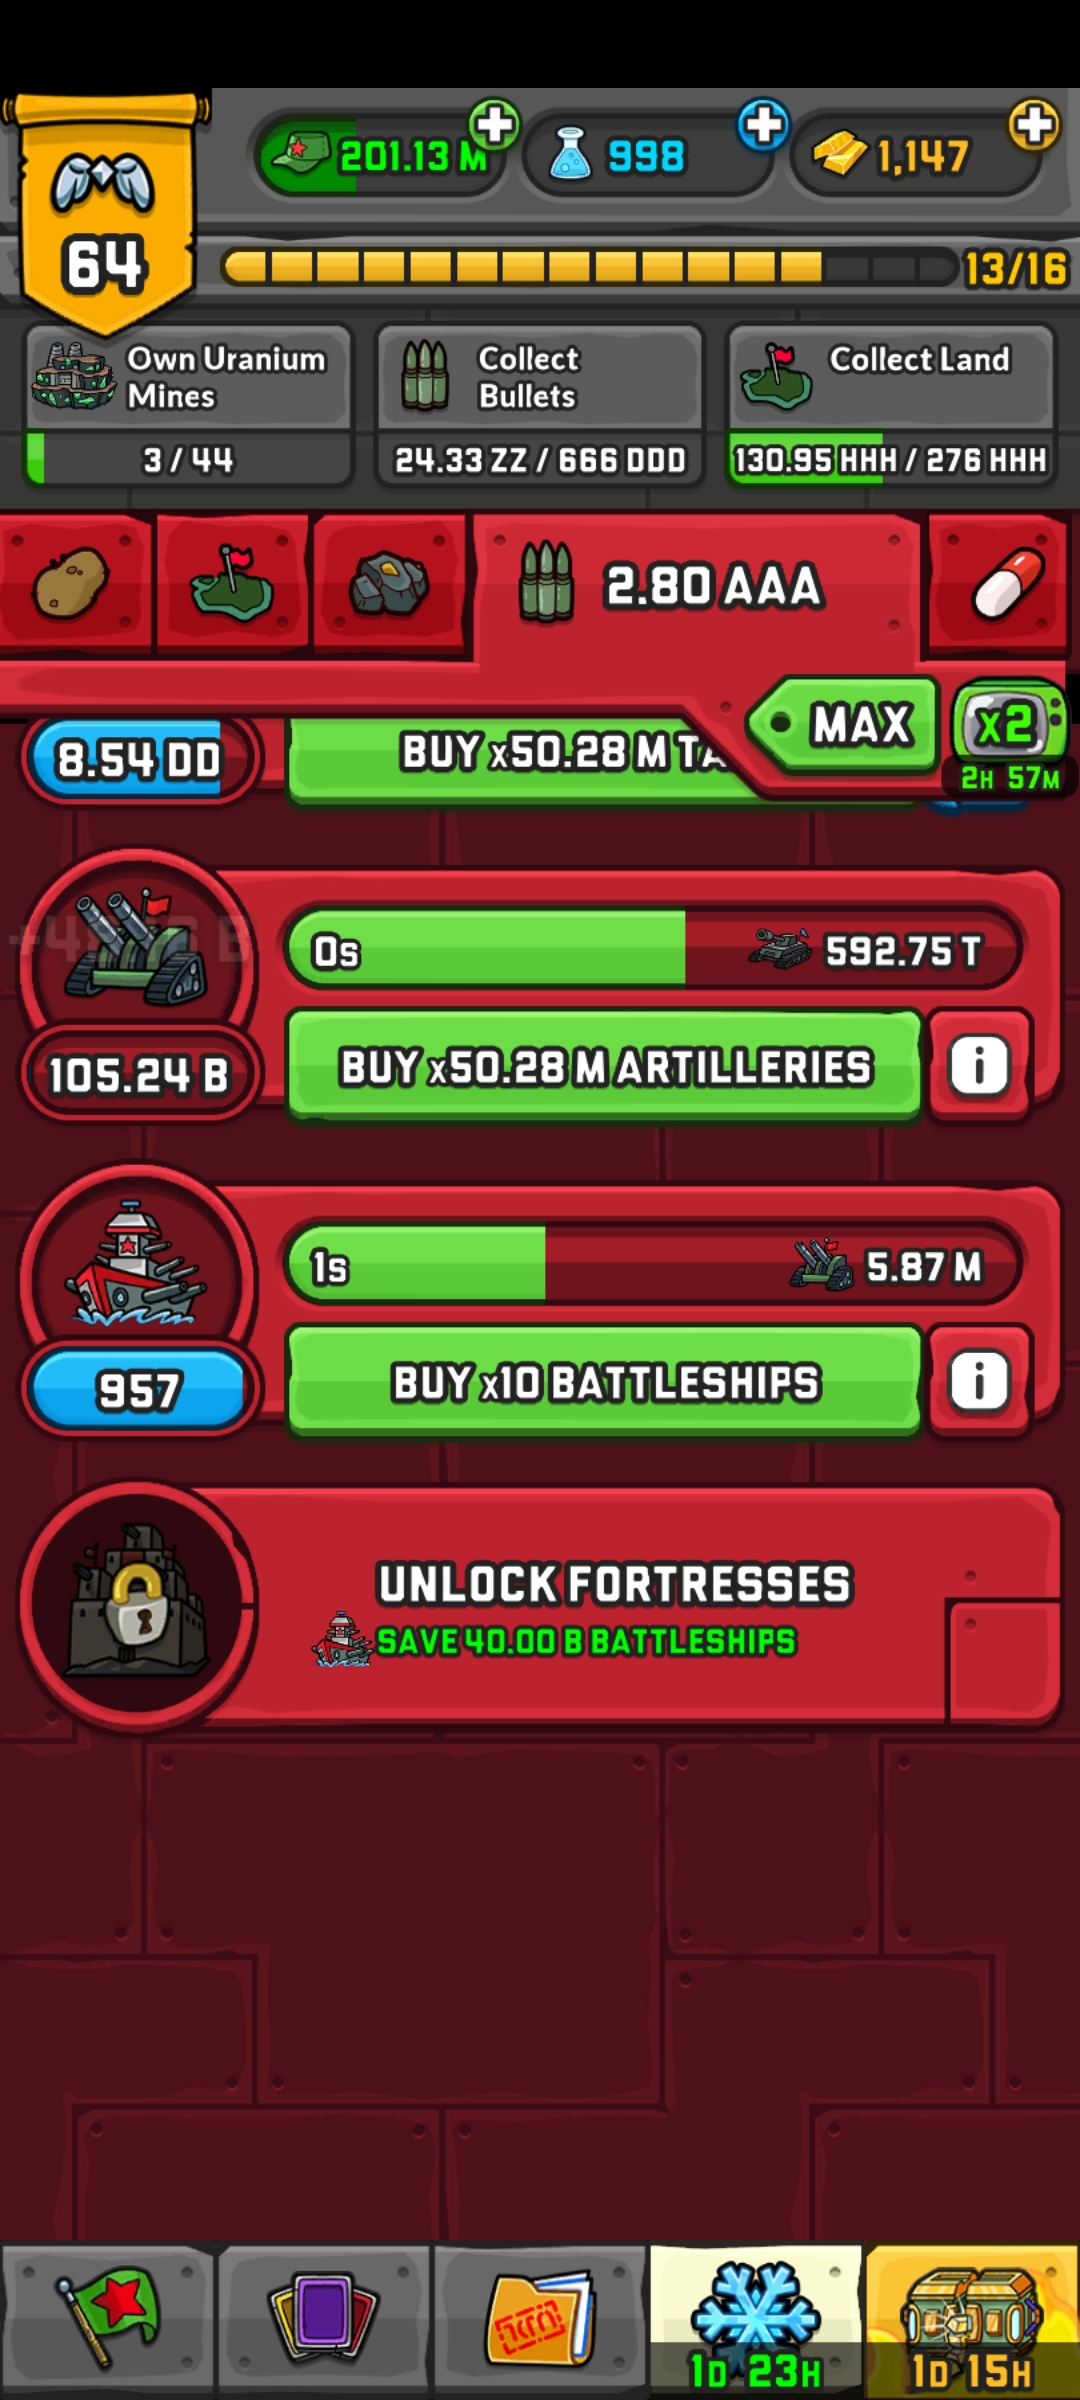 201.13 M
998
1,147
64
13/16
Own Uranium
Mines
3 / 44
Collect
Bullets
24.33 ZZ / 666 DDD
Collect Land
130.95 HHH / 276 HHH
2.80 AAA
MAX
x2
2H 57M
8.54 DD
BUY x50.28 M TA
0s
592.75 T
105.24 B
BUY x50.28 M ARTILLERIES
i
1s
5.87 M
957
BUY x10 BATTLESHIPS
i
UNLOCK FORTRESSES
SAVE 40.00 B BATTLESHIPS
1D 23H
1D 15H